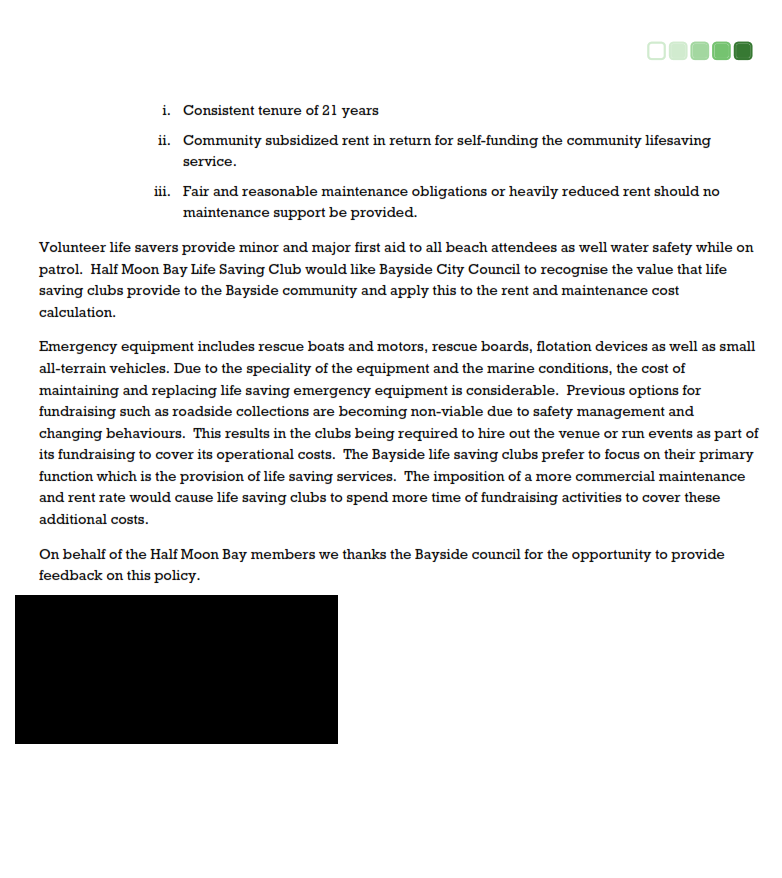 i. Consistent tenure of 21 years
ii. Community subsidized rent in return for self-funding the community lifesaving
service.
iii. Fair and reasonable maintenance obligations or heavily reduced rent should no
maintenance support be provided.
Volunteer life savers provide minor and major first aid to all beach attendees as well water safety while on
patrol.  Half Moon Bay Life Saving Club would like Bayside City Council to recognise the value that life
saving clubs provide to the Bayside community and apply this to the rent and maintenance cost
calculation.
Emergency equipment includes rescue boats and motors, rescue boards, flotation devices as well as small
all-terrain vehicles. Due to the speciality of the equipment and the marine conditions, the cost of
maintaining and replacing life saving emergency equipment is considerable.  Previous options for
fundraising such as roadside collections are becoming non-viable due to safety management and
changing behaviours.  This results in the clubs being required to hire out the venue or run events as part of
its fundraising to cover its operational costs.  The Bayside life saving clubs prefer to focus on their primary
function which is the provision of life saving services.  The imposition of a more commercial maintenance
and rent rate would cause life saving clubs to spend more time of fundraising activities to cover these
additional costs.
On behalf of the Half Moon Bay members we thanks the Bayside council for the opportunity to provide
feedback on this policy.